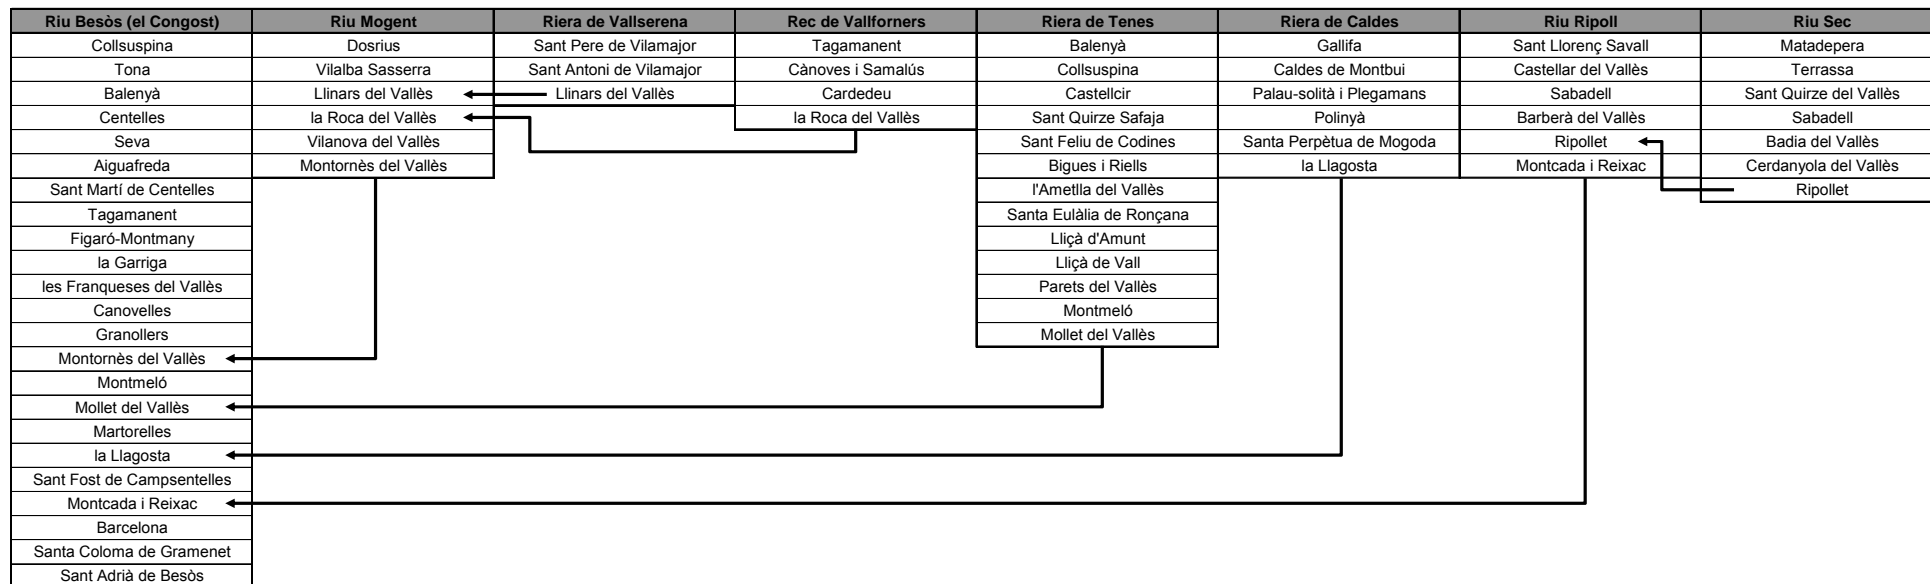 Riu Besòs (el Congost) Riu Mogent Riera de Vallserena Rec de Vallforners Riera de Tenes Riera de Caldes Riu Ripoll Riu Sec
Collsuspina Dosrius Sant Pere de Vilamajor Tagamanent Balenyà Gallifa Sant Llorenç Savall Matadepera
Tona Vilalba Sasserra Sant Antoni de Vilamajor Cànoves i Samalús Collsuspina Caldes de Montbui Castellar del Vallès Terrassa
Balenyà Llinars del Vallès Llinars del Vallès Cardedeu Castellcir Palau-solità i Plegamans Sabadell Sant Quirze del Vallès
Centelles la Roca del Vallès la Roca del Vallès Sant Quirze Safaja Polinyà Barberà del Vallès Sabadell
Seva Vilanova del Vallès Sant Feliu de Codines Santa Perpètua de Mogoda Ripollet Badia del Vallès
Aiguafreda Montornès del Vallès Bigues i Riells la Llagosta Montcada i Reixac Cerdanyola del Vallès
Sant Martí de Centelles l'Ametlla del Vallès Ripollet
Tagamanent Santa Eulàlia de Ronçana
Figaró-Montmany Lliçà d'Amunt
la Garriga Lliçà de Vall
les Franqueses del Vallès Parets del Vallès
Canovelles Montmeló
Granollers Mollet del Vallès
Montornès del Vallès
Montmeló
Mollet del Vallès
Martorelles
la Llagosta
Sant Fost de Campsentelles
Montcada i Reixac
Barcelona
Santa Coloma de Gramenet
Sant Adrià de Besòs